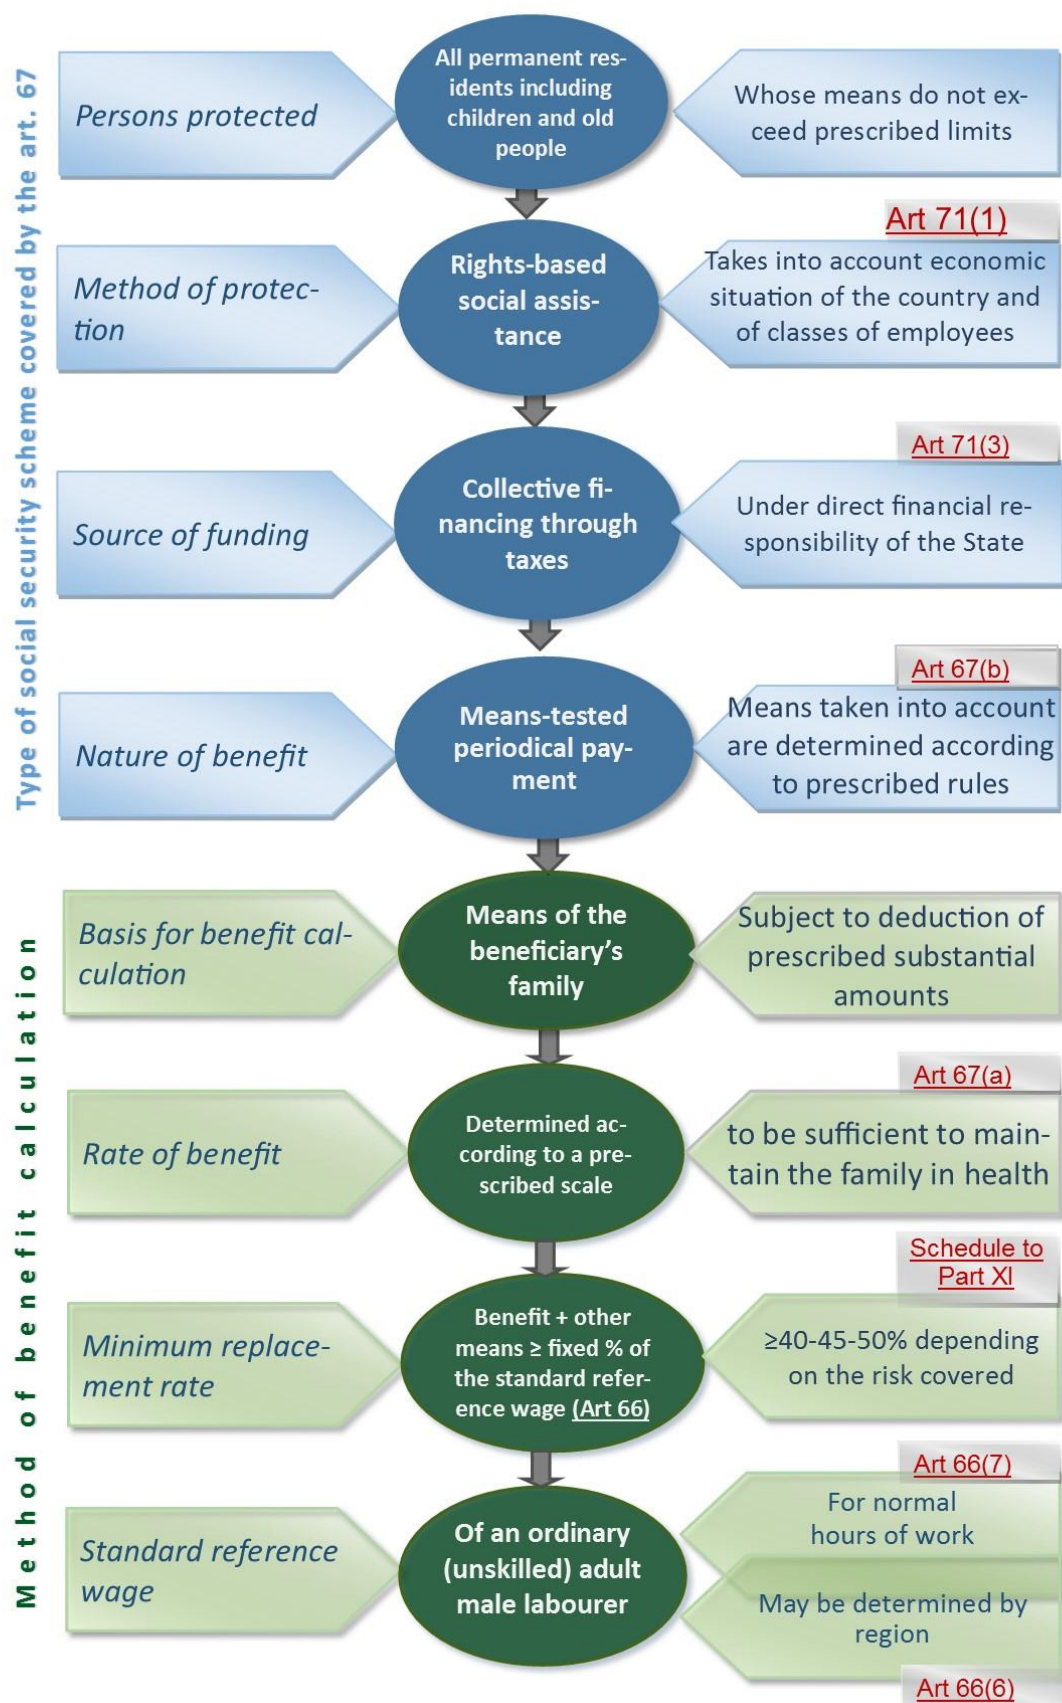 Type of social security scheme covered by the art. 67
Persons protected
All permanent res-
idents including
children and old
people
Whose means do not ex-
ceed prescribed limits
Method of protec-
tion
Rights-based
social assis-
tance
Art 71(1)
Takes into account economic
situation of the country and
of classes of employees
Source of funding
Collective fi-
nancing through
taxes
Art 71(3)
Under direct financial re-
sponsibility of the State
Nature of benefit
Means-tested
periodical pay-
ment
Art 67(b)
Means taken into account
are determined according
to prescribed rules
Method of benefit calculation
Basis for benefit cal-
culation
Means of the
beneficiary's
family
Subject to deduction of
prescribed substantial
amounts
Rate of benefit
Determined ac-
cording to a pre-
scribed scale
Art 67(a)
to be sufficient to main-
tain the family in health
Minimum replace-
ment rate
Benefit + other
means ≥ fixed % of
the standard refer-
ence wage (Art 66)
Schedule to
Part XI
≥40-45-50% depending
on the risk covered
Standard reference
wage
Of an ordinary
(unskilled) adult
male labourer
Art 66(7)
For normal
hours of work
May be determined by
region
Art 66(6)